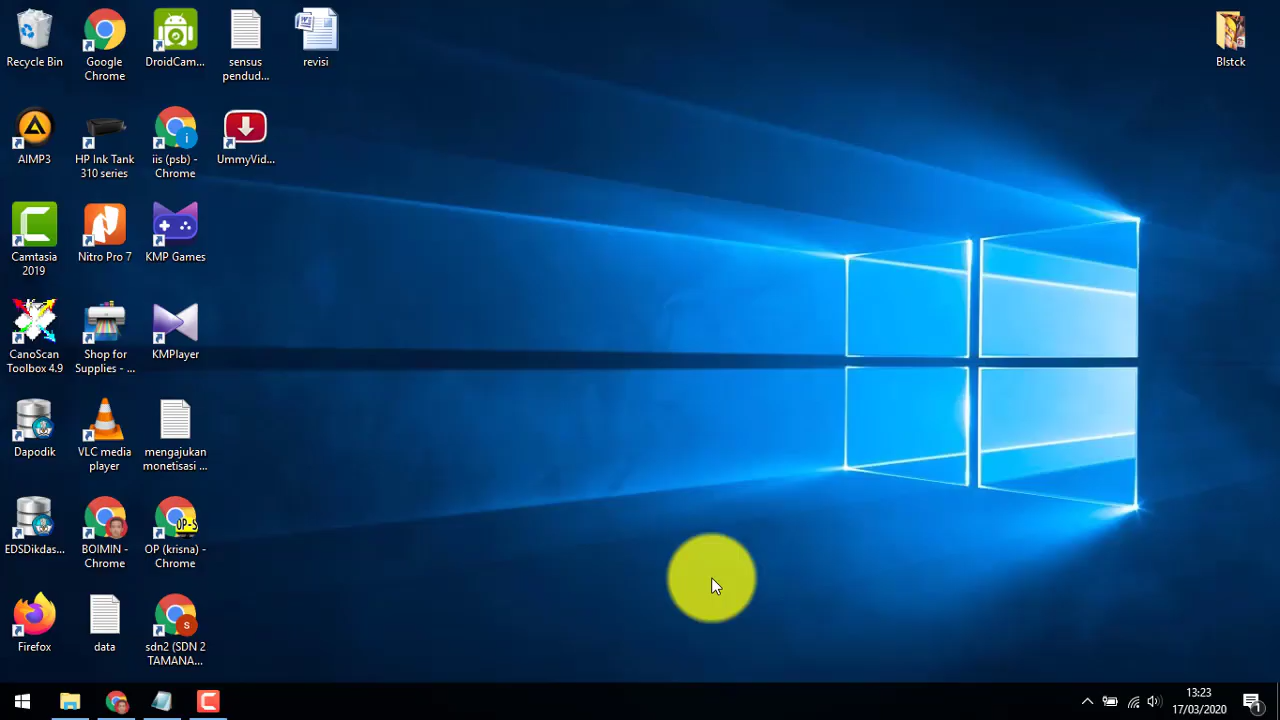 Recycle Bin
Google
Chrome
DroidCam...
sensus
pendud...
revisi
Blstck
AIMP3
HP Ink Tank
310 series
iis (psb) -
Chrome
UmmyVid...
Camtasia
2019
Nitro Pro 7
KMP Games
CanoScan
Toolbox 4.9
Shop for
Supplies - ...
KMPlayer
Dapodik
VLC media
player
mengajukan
monetisasi ...
EDSDikdas...
BOIMIN -
Chrome
OP-S
OP (krisna) -
Chrome
Firefox
data
s
sdn2 (SDN 2
TAMANA...
13:23
17/03/2020
1